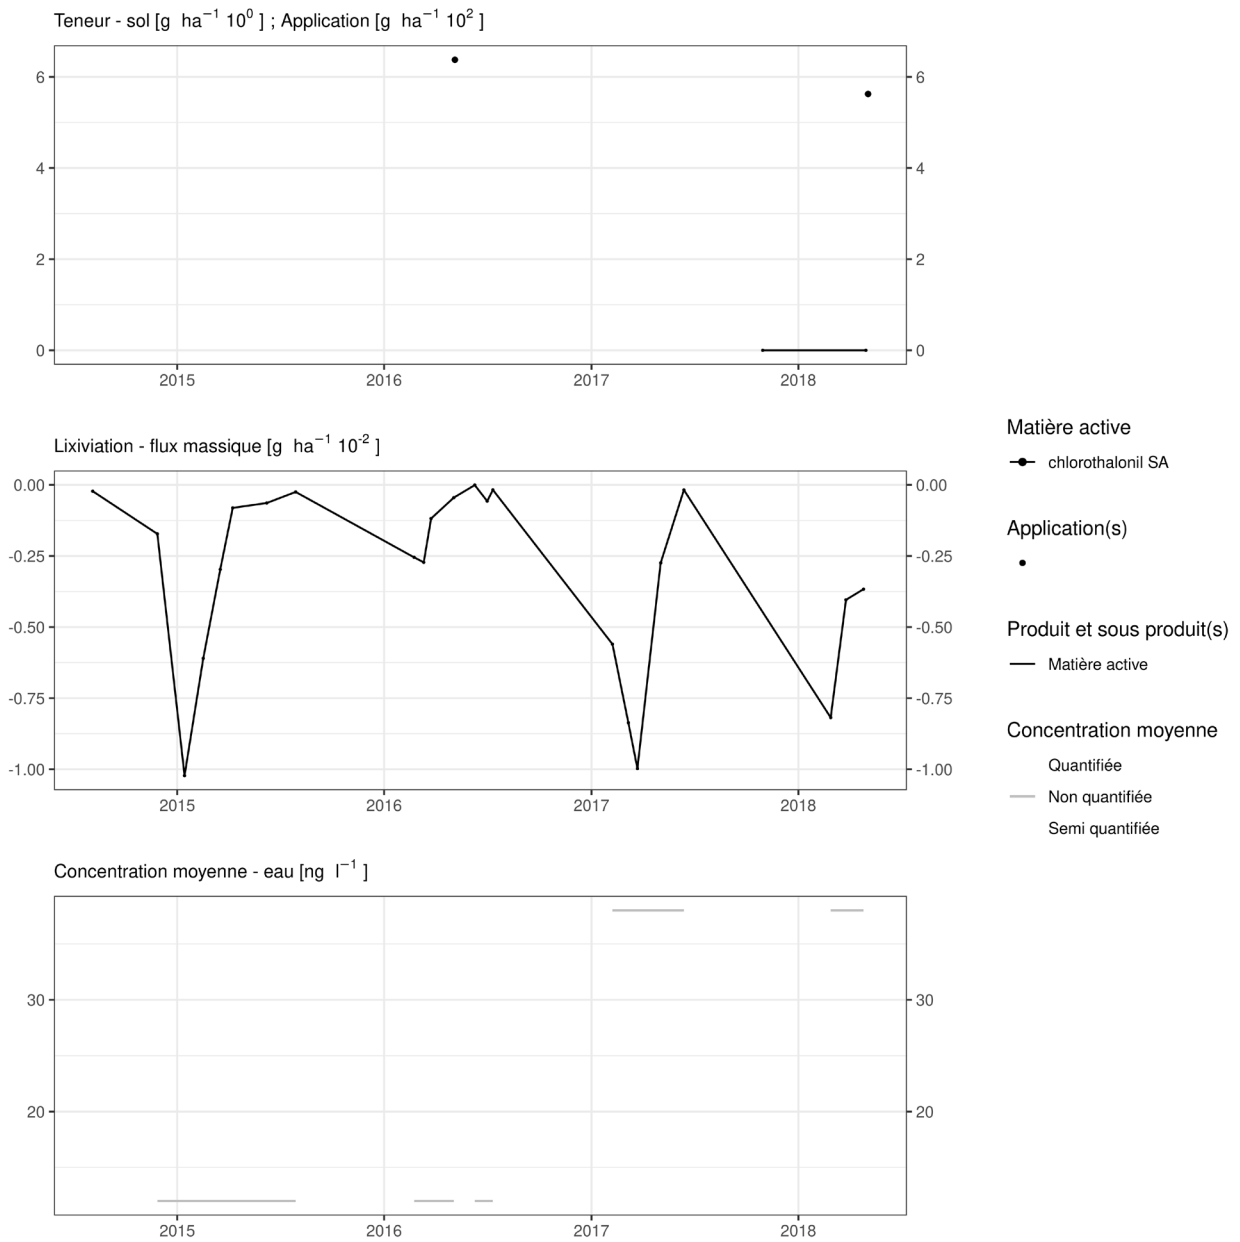 Teneur - sol [g ha⁻¹ 10⁰ ] ; Application [g ha⁻¹ 10² ]
6 6
4 4
2 2
0 0
2015 2016 2017 2018
Lixiviation - flux massique [g ha⁻¹ 10⁻² ]
0.00 0.00
-0.25 -0.25
-0.50 -0.50
-0.75 -0.75
-1.00 -1.00
2015 2016 2017 2018
Concentration moyenne - eau [ng l⁻¹ ]
30 30
20 20
2015 2016 2017 2018
Matière active
chlorothalonil SA
Application(s)
Produit et sous produit(s)
Matière active
Concentration moyenne
Quantifiée
Non quantifiée
Semi quantifiée